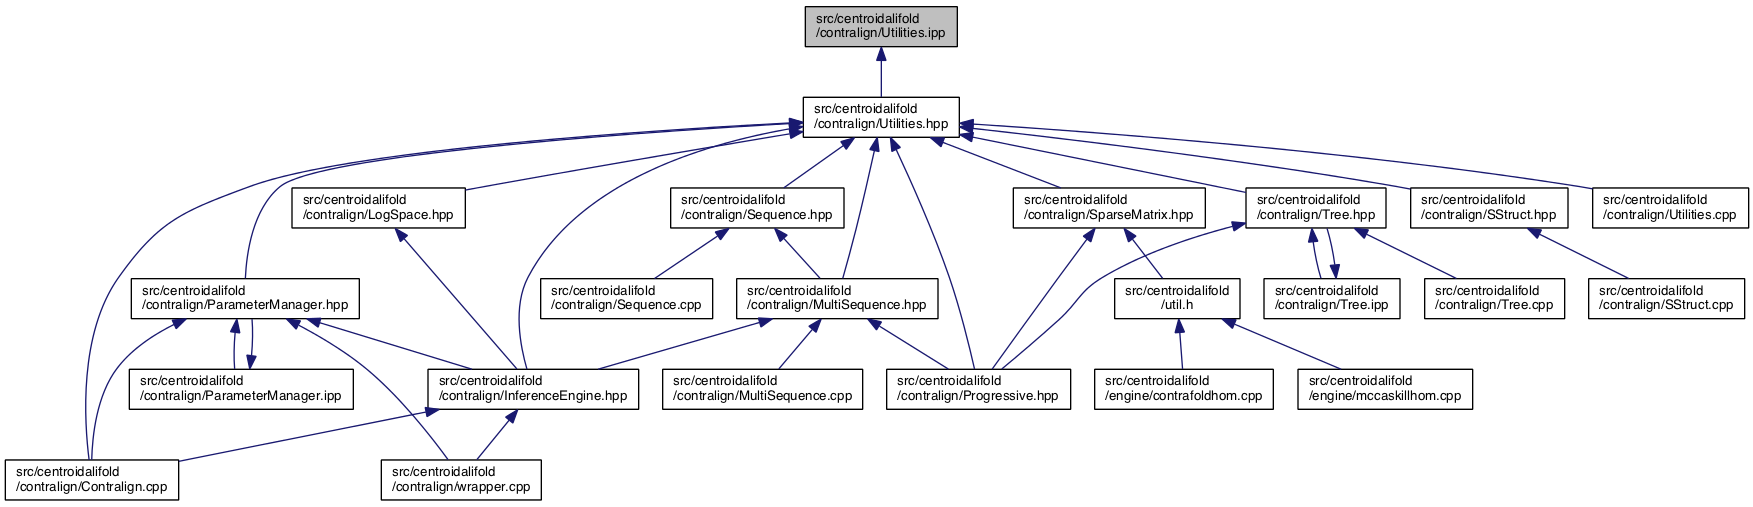 src/centroidalifold
/contralign/Utilities.ipp
src/centroidalifold
/contralign/Utilities.hpp
src/centroidalifold
/contralign/LogSpace.hpp
src/centroidalifold
/contralign/Sequence.hpp
src/centroidalifold
/contralign/SparseMatrix.hpp
src/centroidalifold
/contralign/Tree.hpp
src/centroidalifold
/contralign/SStruct.hpp
src/centroidalifold
/contralign/Utilities.cpp
src/centroidalifold
/contralign/ParameterManager.hpp
src/centroidalifold
/contralign/Sequence.cpp
src/centroidalifold
/contralign/MultiSequence.hpp
src/centroidalifold
/util.h
src/centroidalifold
/contralign/Tree.ipp
src/centroidalifold
/contralign/Tree.cpp
src/centroidalifold
/contralign/SStruct.cpp
src/centroidalifold
/contralign/ParameterManager.ipp
src/centroidalifold
/contralign/InferenceEngine.hpp
src/centroidalifold
/contralign/MultiSequence.cpp
src/centroidalifold
/contralign/Progressive.hpp
src/centroidalifold
/engine/contrafoldhom.cpp
src/centroidalifold
/engine/mccaskillhom.cpp
src/centroidalifold
/contralign/Contralign.cpp
src/centroidalifold
/contralign/wrapper.cpp